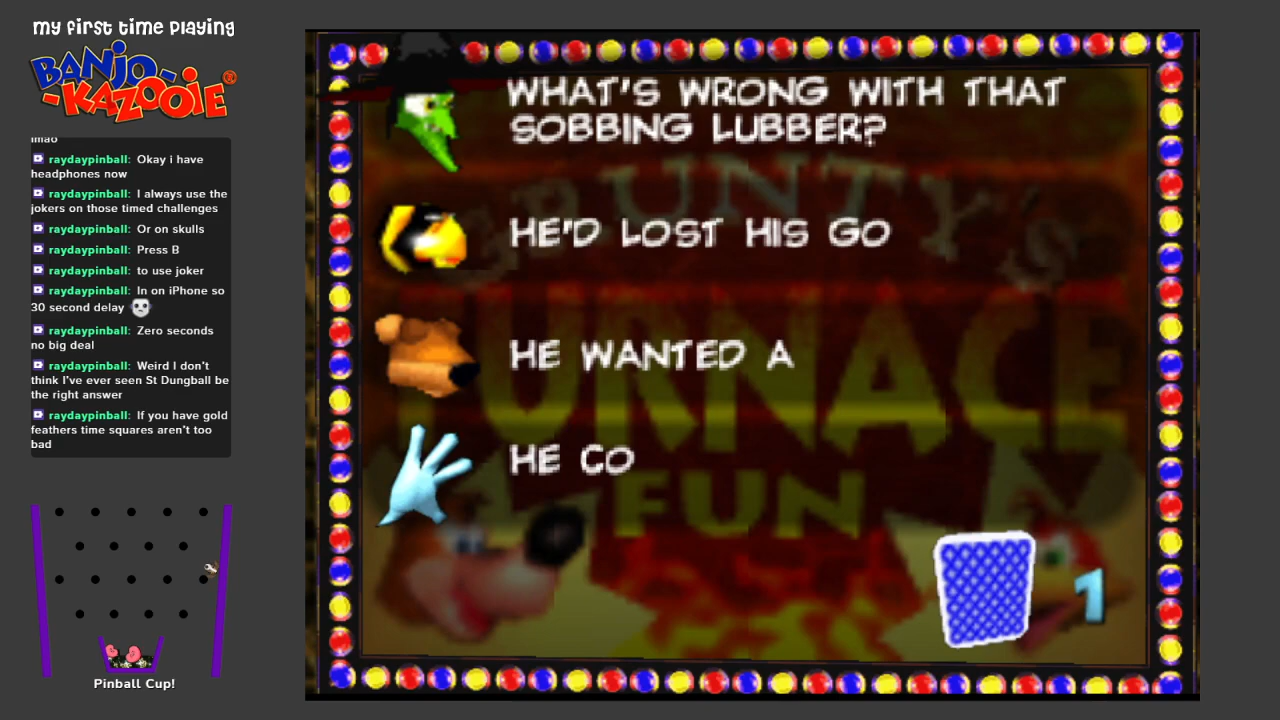 my first time playing
BANJO-
-KAZOOIE
lmao
raydaypinball: Okay i have
headphones now
raydaypinball: I always use the
jokers on those timed challenges
raydaypinball: Or on skulls
raydaypinball: Press B
raydaypinball: to use joker
raydaypinball: In on iPhone so
30 second delay
raydaypinball: Zero seconds
no big deal
raydaypinball: Weird I don't
think I've ever seen St Dungball be
the right answer
raydaypinball: If you have gold
feathers time squares aren't too
bad
Pinball Cup!
WHAT'S WRONG WITH THAT
SOBBING LUBBER?
GRUNTY'S
HE'D LOST HIS GO
FURNACE
HE WANTED A
HE CO
FUN
1